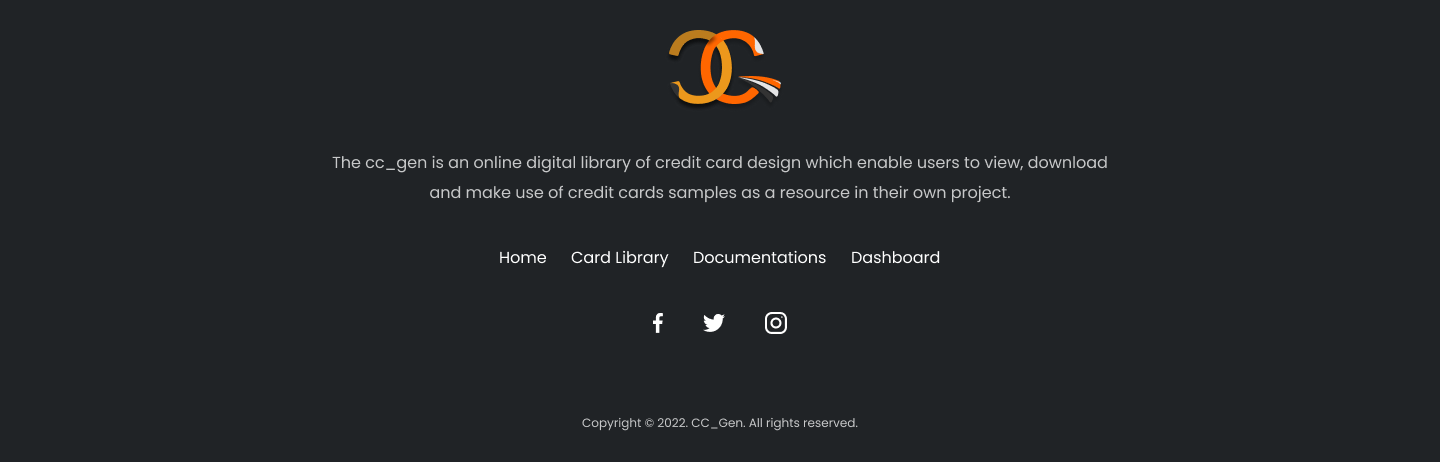 The cc_gen is an online digital library of credit card design which enable users to view, download
and make use of credit cards samples as a resource in their own project.
Home Card Library Documentations Dashboard
Copyright © 2022. CC_Gen. All rights reserved.